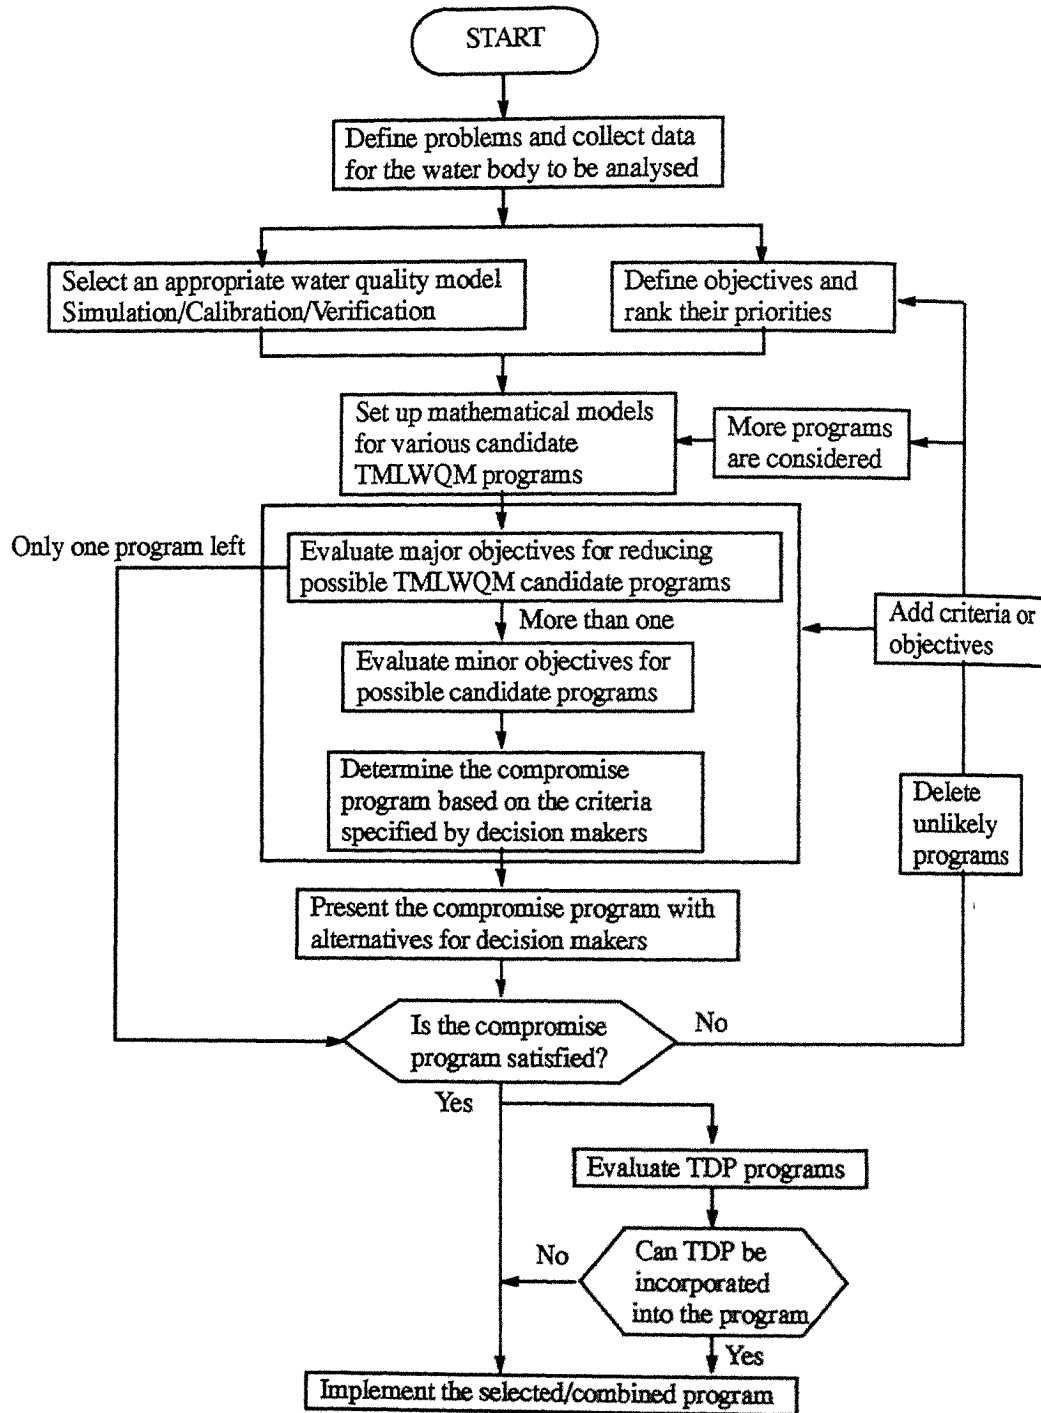 START
Define problems and collect data
for the water body to be analysed
Select an appropriate water quality model
Simulation/Calibration/Verification
Define objectives and
rank their priorities
Set up mathematical models
for various candidate
TMLWQM programs
More programs
are considered
Only one program left
Evaluate major objectives for reducing
possible TMLWQM candidate programs
More than one
Add criteria or
objectives
Evaluate minor objectives for
possible candidate programs
Determine the compromise
program based on the criteria
specified by decision makers
Delete
unlikely
programs
Present the compromise program with
alternatives for decision makers
Is the compromise
program satisfied?
No
Yes
Evaluate TDP programs
No
Can TDP be
incorporated
into the program
Yes
Implement the selected/combined program